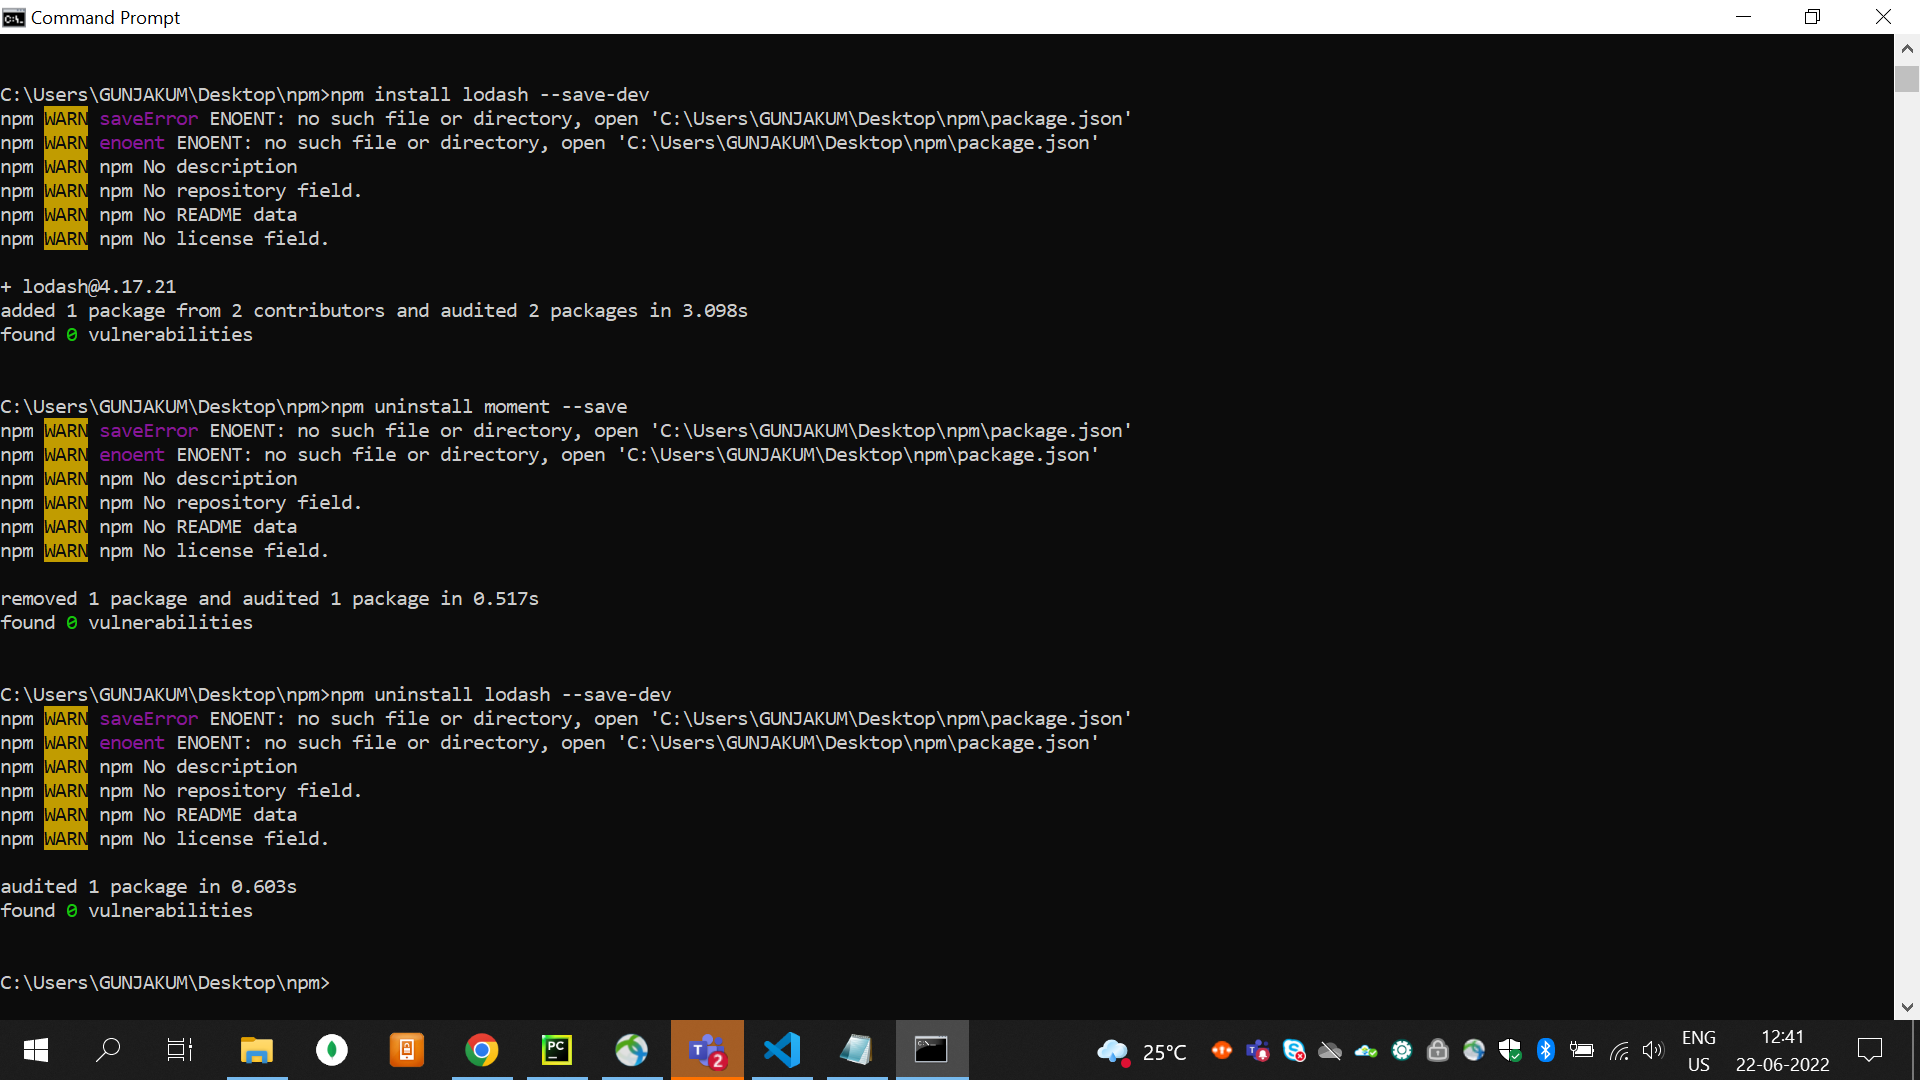 Command Prompt
C:\Users\GUNJAKUM\Desktop\npm>npm install lodash --save-dev
npm WARN saveError ENOENT: no such file or directory, open 'C:\Users\GUNJAKUM\Desktop\npm\package.json'
npm WARN enoent ENOENT: no such file or directory, open 'C:\Users\GUNJAKUM\Desktop\npm\package.json'
npm WARN npm No description
npm WARN npm No repository field.
npm WARN npm No README data
npm WARN npm No license field.
+ lodash@4.17.21
added 1 package from 2 contributors and audited 2 packages in 3.098s
found 0 vulnerabilities
C:\Users\GUNJAKUM\Desktop\npm>npm uninstall moment --save
npm WARN saveError ENOENT: no such file or directory, open 'C:\Users\GUNJAKUM\Desktop\npm\package.json'
npm WARN enoent ENOENT: no such file or directory, open 'C:\Users\GUNJAKUM\Desktop\npm\package.json'
npm WARN npm No description
npm WARN npm No repository field.
npm WARN npm No README data
npm WARN npm No license field.
removed 1 package and audited 1 package in 0.517s
found 0 vulnerabilities
C:\Users\GUNJAKUM\Desktop\npm>npm uninstall lodash --save-dev
npm WARN saveError ENOENT: no such file or directory, open 'C:\Users\GUNJAKUM\Desktop\npm\package.json'
npm WARN enoent ENOENT: no such file or directory, open 'C:\Users\GUNJAKUM\Desktop\npm\package.json'
npm WARN npm No description
npm WARN npm No repository field.
npm WARN npm No README data
npm WARN npm No license field.
audited 1 package in 0.603s
found 0 vulnerabilities
C:\Users\GUNJAKUM\Desktop\npm>
PC
T 2
25°C
ENG
US
12:41
22-06-2022